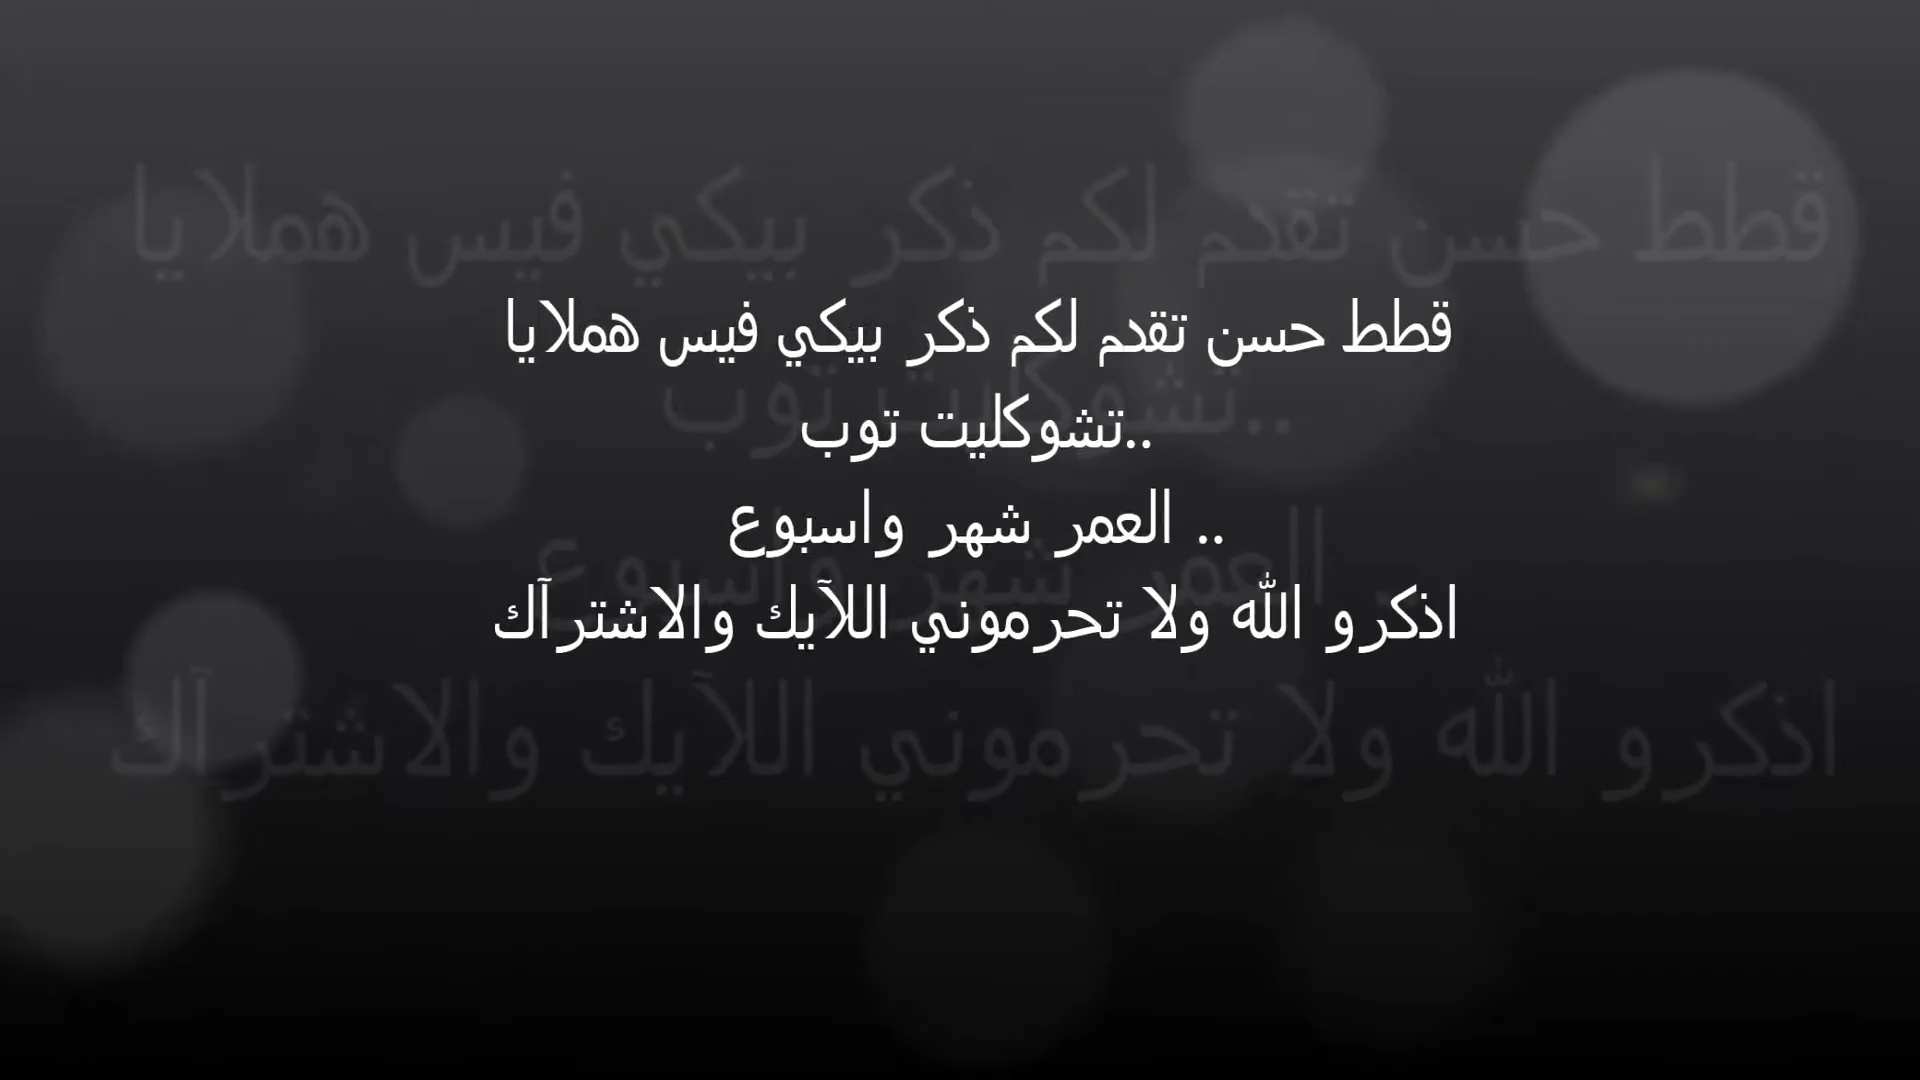 قطط حسن تقدم لكم ذكر بيكي فيس هملايا
..تشوكليت توب
.. العمر شهر واسبوع
اذكرو الله ولا تحرموني اللآيك والاشترآك